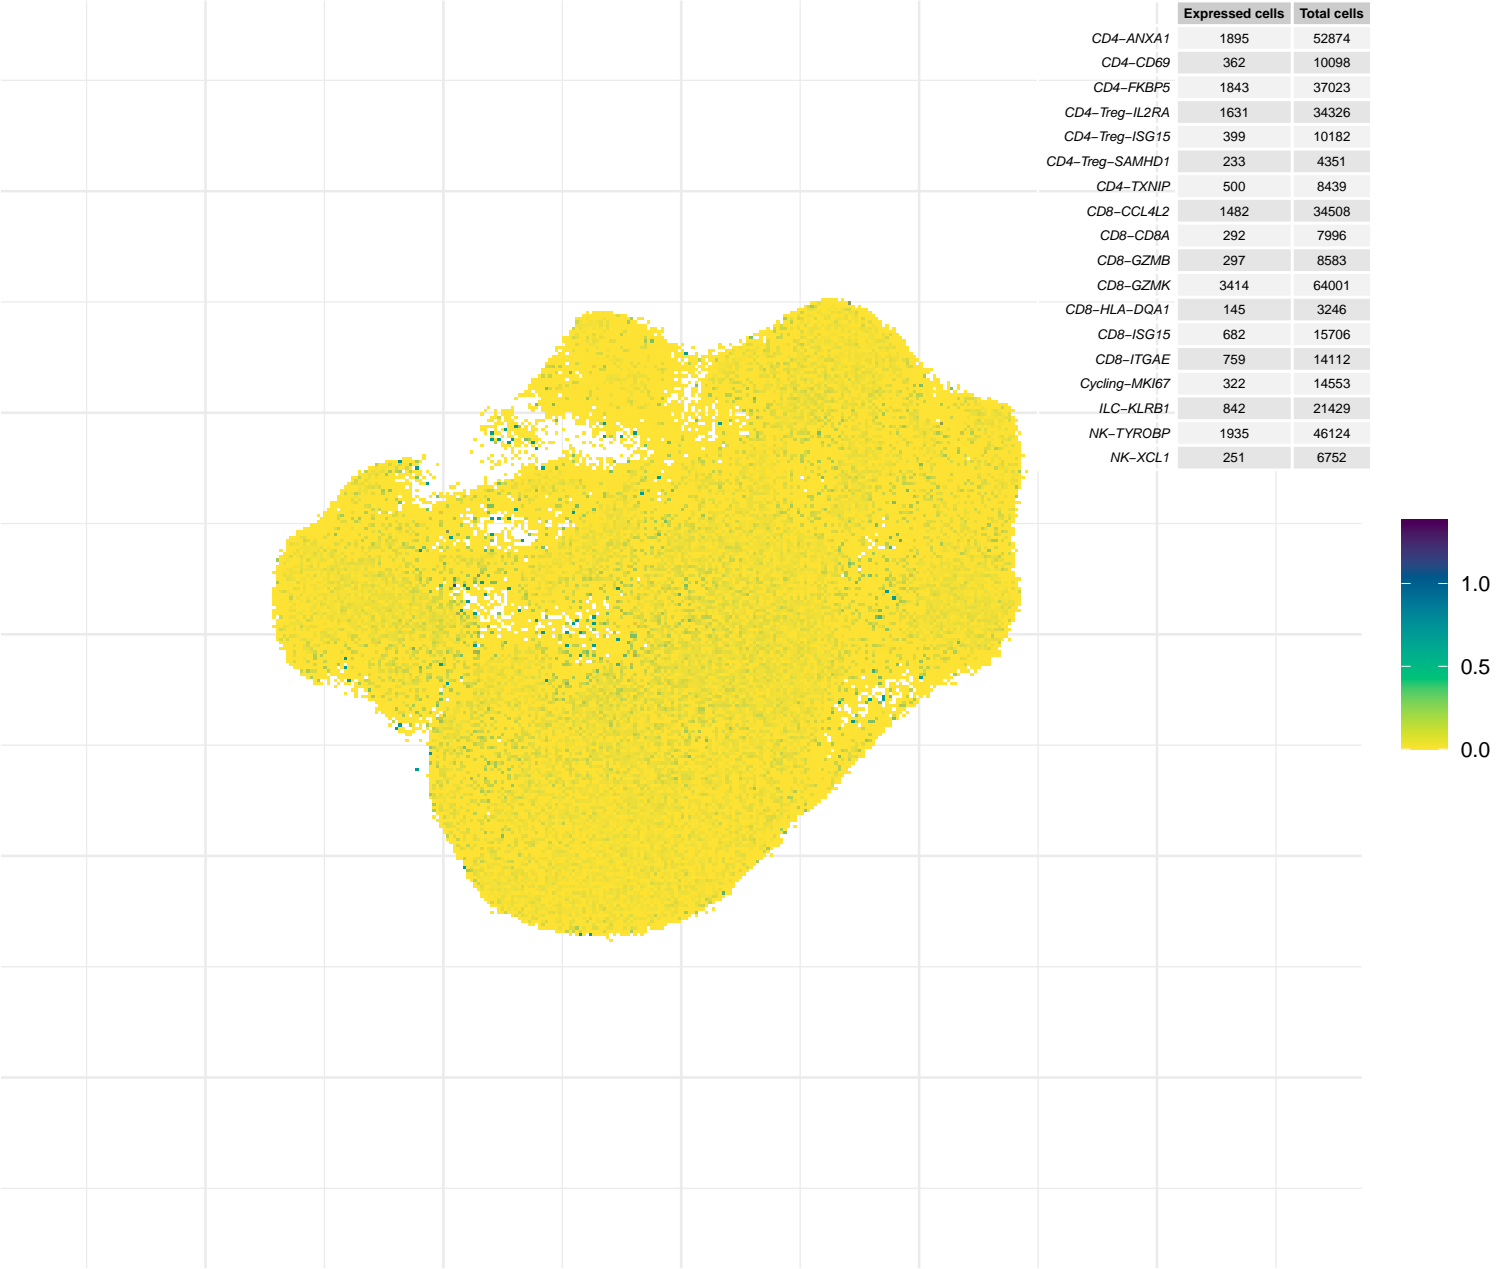 Expressed cells Total cells
CD4−ANXA1 1895 52874
CD4−CD69 362 10098
CD4−FKBP5 1843 37023
CD4−Treg−IL2RA 1631 34326
CD4−Treg−ISG15 399 10182
CD4−Treg−SAMHD1 233 4351
CD4−TXNIP 500 8439
CD8−CCL4L2 1482 34508
CD8−CD8A 292 7996
CD8−GZMB 297 8583
CD8−GZMK 3414 64001
CD8−HLA−DQA1 145 3246
CD8−ISG15 682 15706
CD8−ITGAE 759 14112
Cycling−MKI67 322 14553
ILC−KLRB1 842 21429
NK−TYROBP 1935 46124
NK−XCL1 251 6752
1.0
0.5
0.0